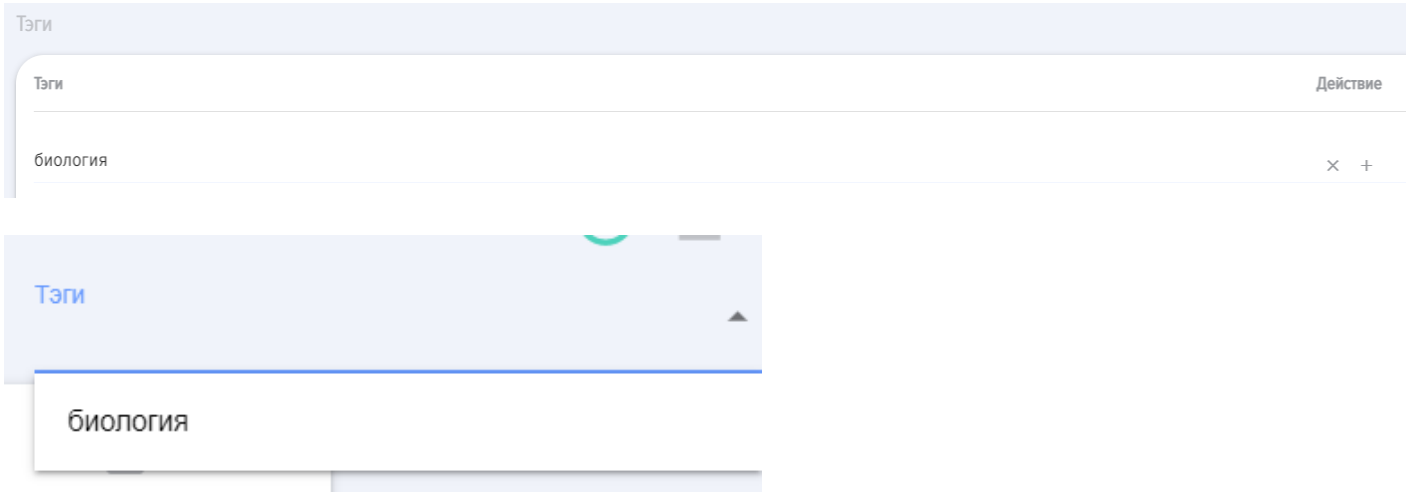 Тэги
Тэги Действие
биология × +
Тэги
биология